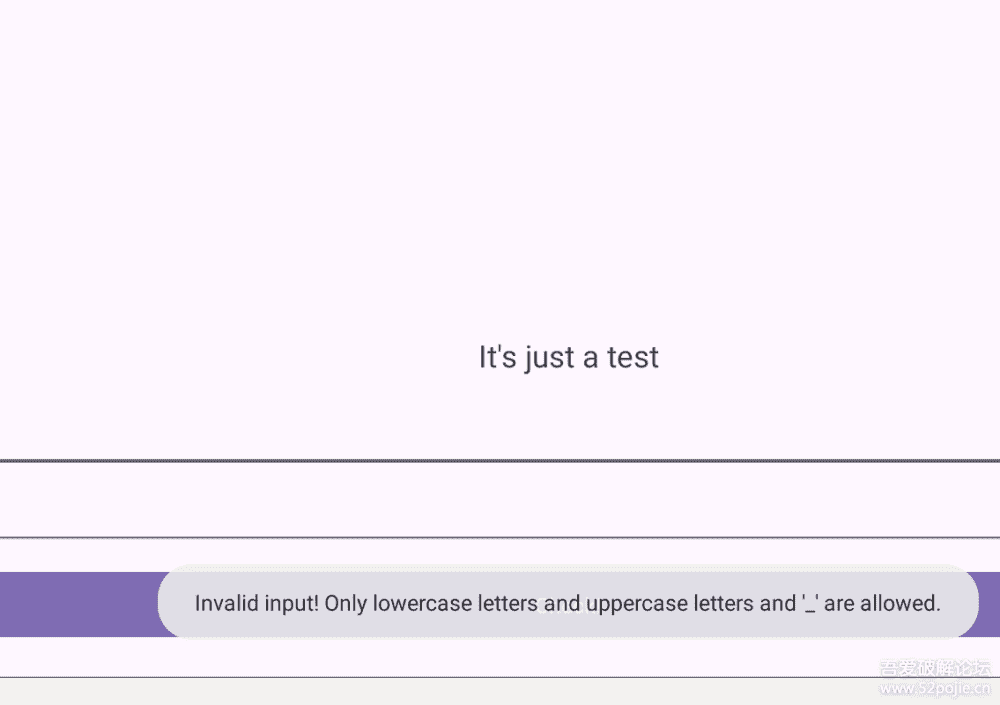 It's just a test
Invalid input! Only lowercase letters and uppercase letters and '_' are allowed.
吾爱破解论坛
www.52pojie.cn